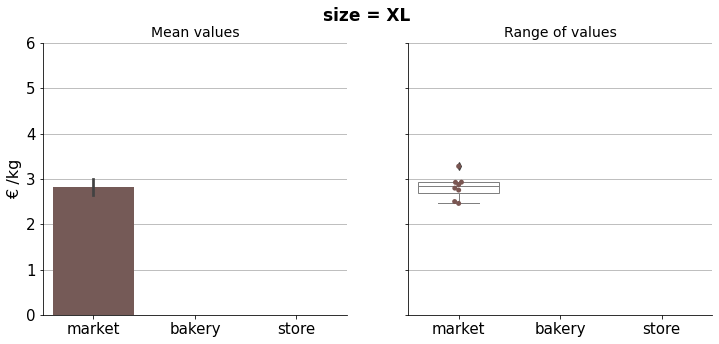 size = XL
Mean values
Range of values
6
5
4
3
2
1
0
€ /kg
market
bakery
store
market
bakery
store